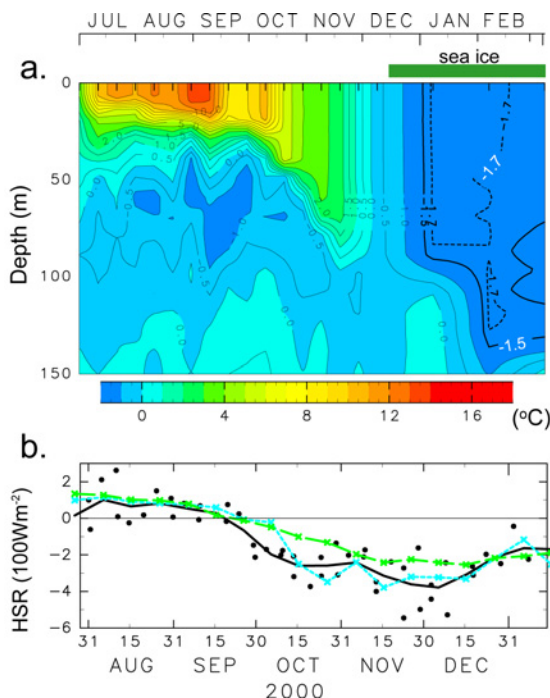 JUL AUG SEP OCT NOV DEC JAN FEB
sea ice
a.
0
50
100
150
Depth (m)
-1.7
-1.7
-1.5
0 4 8 12 16 (°C)
b.
2
0
-2
-4
-6
HSR (100Wm-2)
31 15 31 15 30 15 31 15 30 15 31
AUG SEP OCT NOV DEC
2000